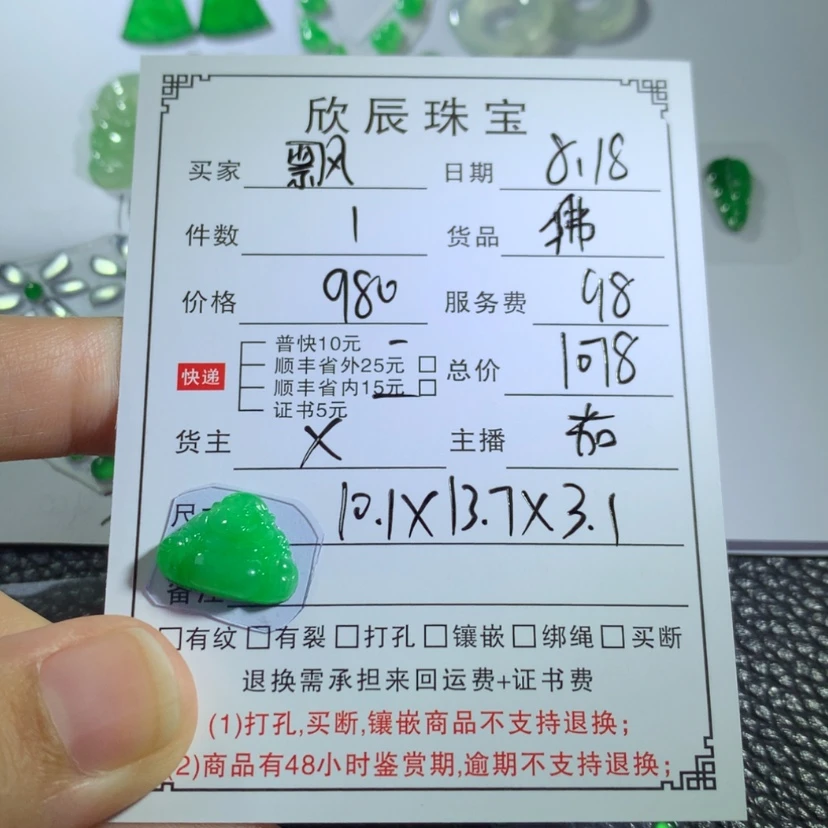 欣辰珠宝
买家 飘 日期 8.18
件数 1 货品 佛
价格 980 服务费 98
快递 普快10元
顺丰省外25元
顺丰省内15元
证书5元
总价 1078
货主 X 主播 茹
10.1X13.7X3.1
备注
有纹 有裂 打孔 镶嵌 绑绳 买断
退换需承担来回运费+证书费
(1)打孔,买断,镶嵌商品不支持退换;
(2)商品有48小时鉴赏期,逾期不支持退换;